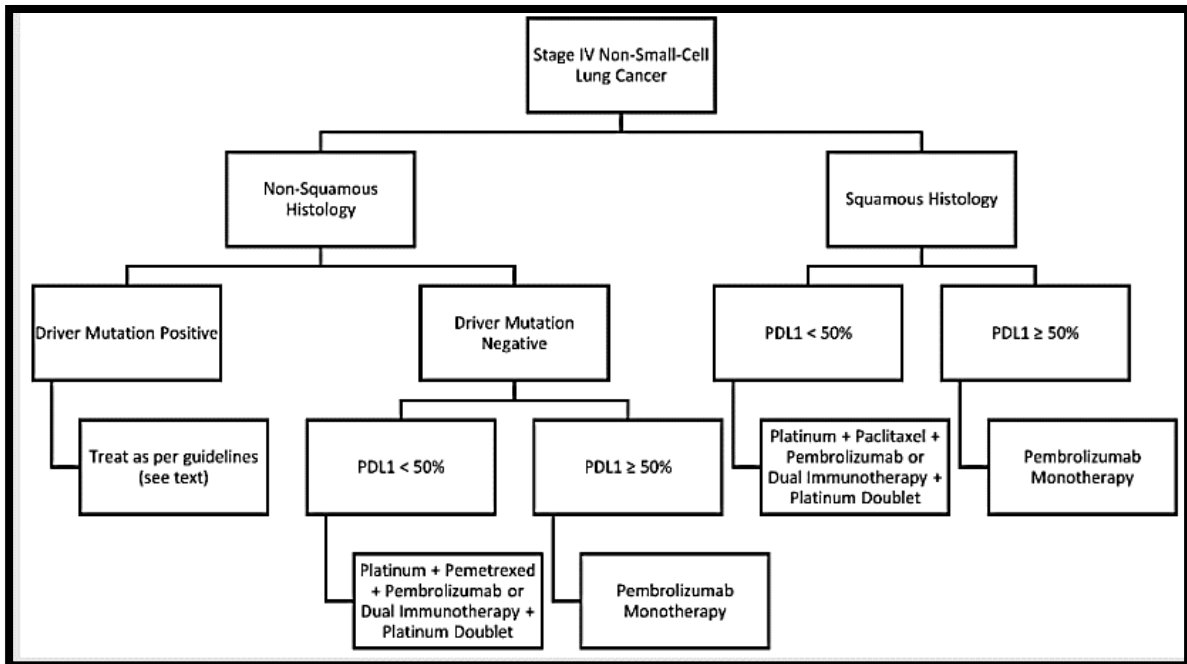 Stage IV Non-Small-Cell
Lung Cancer
Non-Squamous
Histology
Squamous Histology
Driver Mutation Positive
Driver Mutation
Negative
PDL1 < 50%
PDL1 ≥ 50%
Treat as per guidelines
(see text)
PDL1 < 50%
PDL1 ≥ 50%
Platinum + Paclitaxel +
Pembrolizumab or
Dual Immunotherapy +
Platinum Doublet
Pembrolizumab
Monotherapy
Platinum + Pemetrexed
+ Pembrolizumab or
Dual Immunotherapy +
Platinum Doublet
Pembrolizumab
Monotherapy